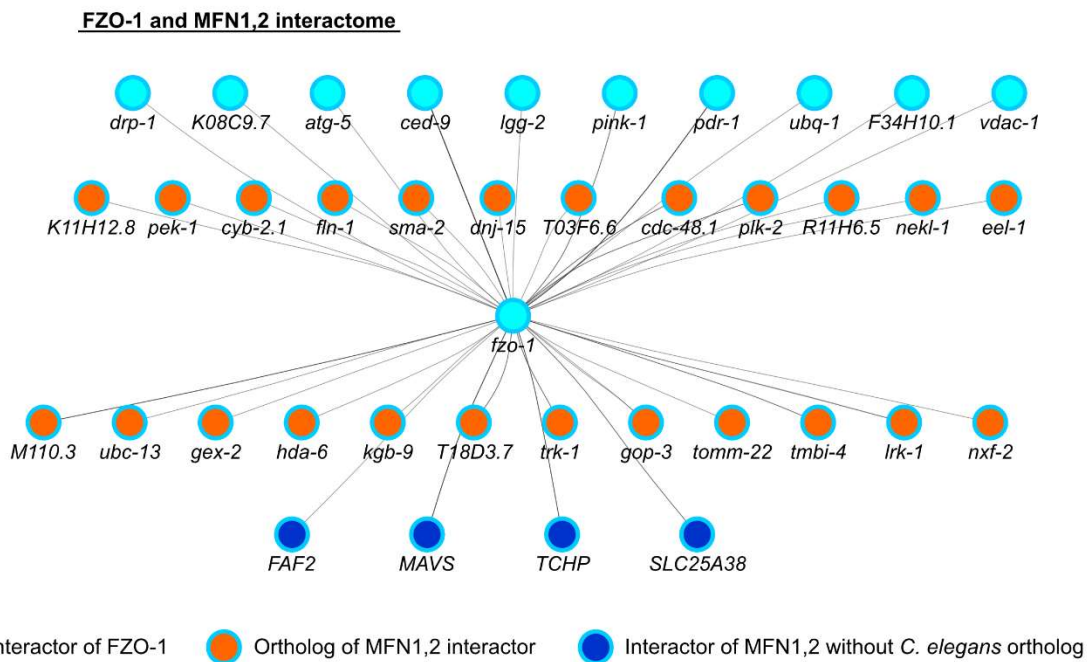 FZO-1 and MFN1,2 interactome
drp-1 K08C9.7 atg-5 ced-9 lgg-2 pink-1 pdr-1 ubq-1 F34H10.1 vdac-1
K11H12.8 pek-1 cyb-2.1 fln-1 sma-2 dnj-15 T03F6.6 cdc-48.1 plk-2 R11H6.5 nekl-1 eel-1
fzo-1
M110.3 ubc-13 gex-2 hda-6 kgb-9 T18D3.7 trk-1 gop-3 tomm-22 tmbi-4 lrk-1 nxf-2
FAF2 MAVS TCHP SLC25A38
nteractor of FZO-1 Ortholog of MFN1,2 interactor Interactor of MFN1,2 without C. elegans ortholog